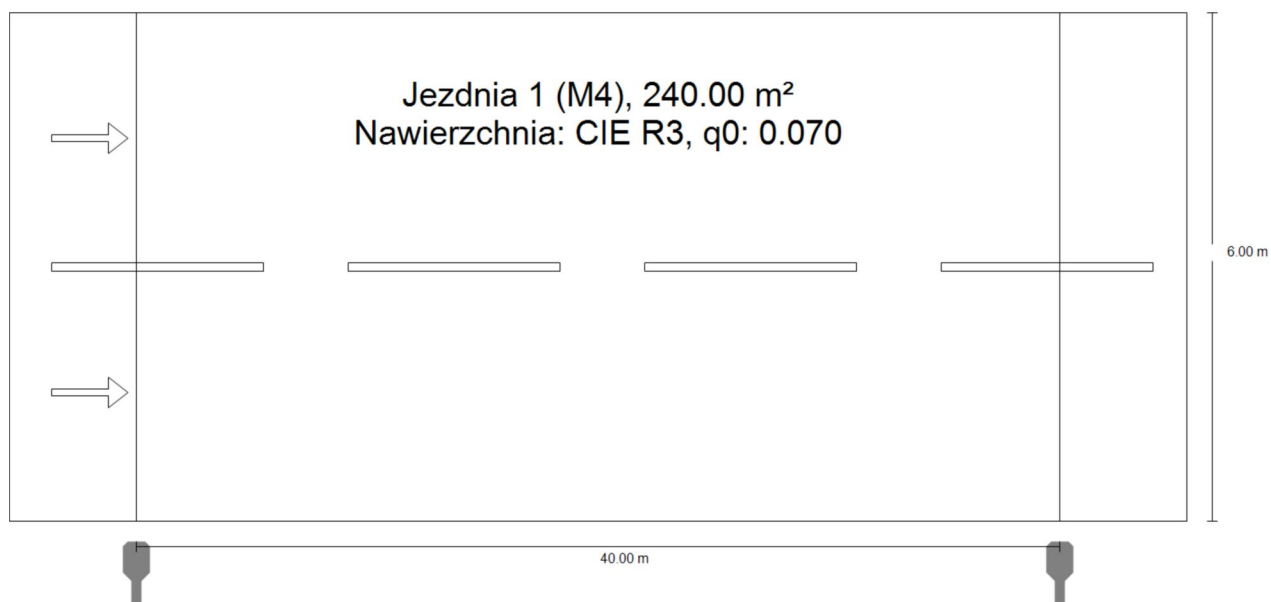 Jezdnia 1 (M4), 240.00 m²
Nawierzchnia: CIE R3, q0: 0.070
6.00 m
40.00 m